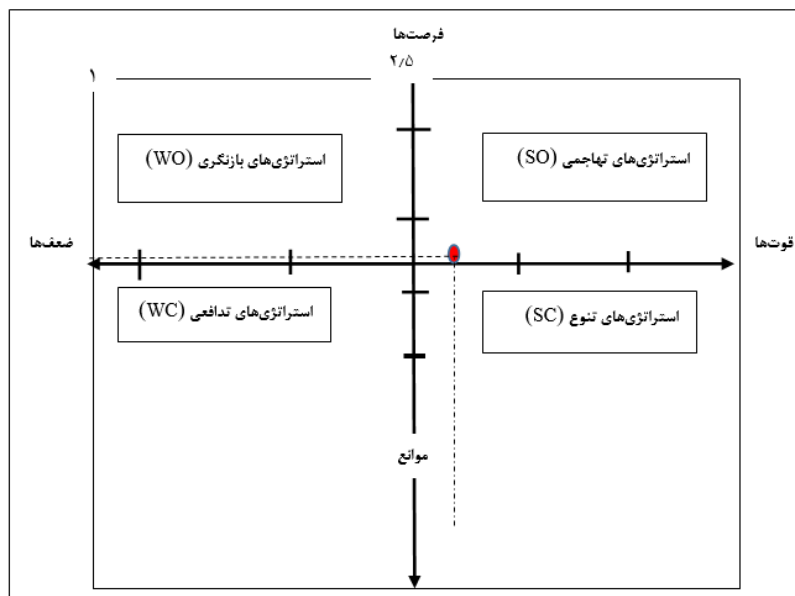 فرصت‌ها
۲٫۵
۱
استراتژی‌های تهاجمی (SO)
استراتژی‌های بازنگری (WO)
قوت‌ها
ضعف‌ها
استراتژی‌های تنوع (SC)
استراتژی‌های تدافعی (WC)
موانع